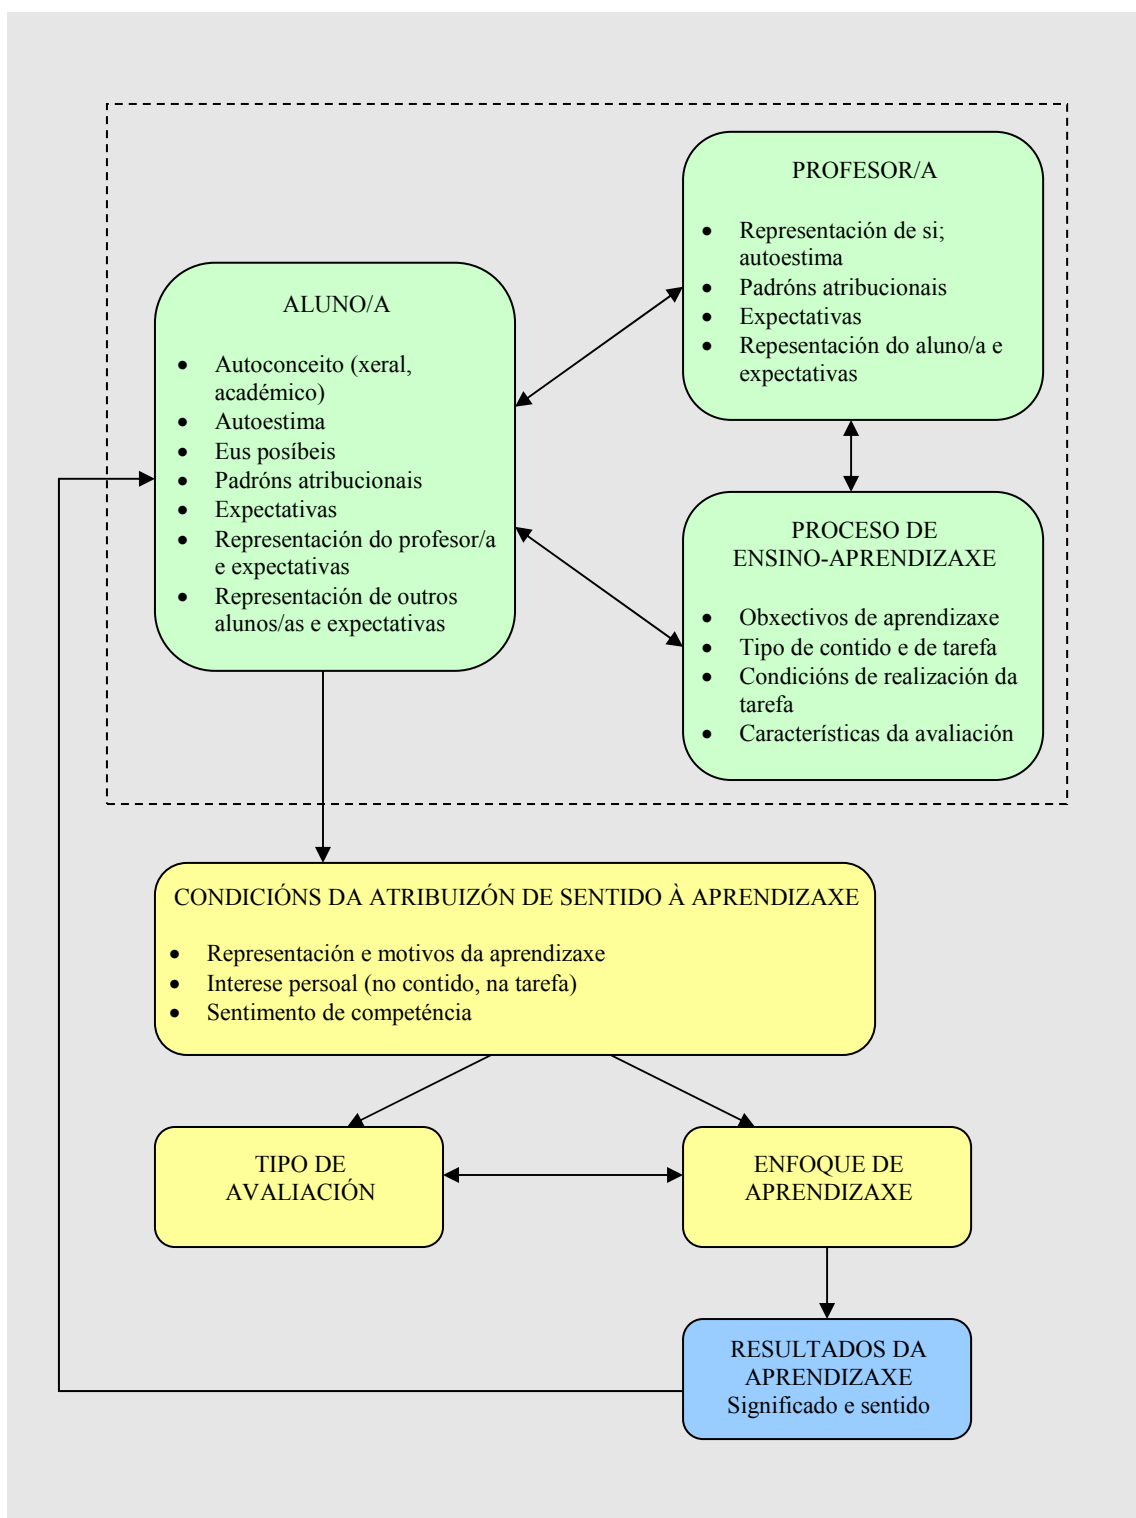 PROFESOR/A
• Representación de si;
autoestima
• Padróns atribucionais
• Expectativas
• Repesentación do aluno/a e
expectativas
ALUNO/A
• Autoconceito (xeral,
académico)
• Autoestima
• Eus posíbeis
• Padróns atribucionais
• Expectativas
• Representación do profesor/a
e expectativas
• Representación de outros
alunos/as e expectativas
PROCESO DE
ENSINO-APRENDIZAXE
• Obxectivos de aprendizaxe
• Tipo de contido e de tarefa
• Condicións de realización da
tarefa
• Características da avaliación
CONDICIÓNS DA ATRIBUIZÓN DE SENTIDO À APRENDIZAXE
• Representación e motivos da aprendizaxe
• Interese persoal (no contido, na tarefa)
• Sentimento de competéncia
TIPO DE
AVALIACIÓN
ENFOQUE DE
APRENDIZAXE
RESULTADOS DA
APRENDIZAXE
Significado e sentido